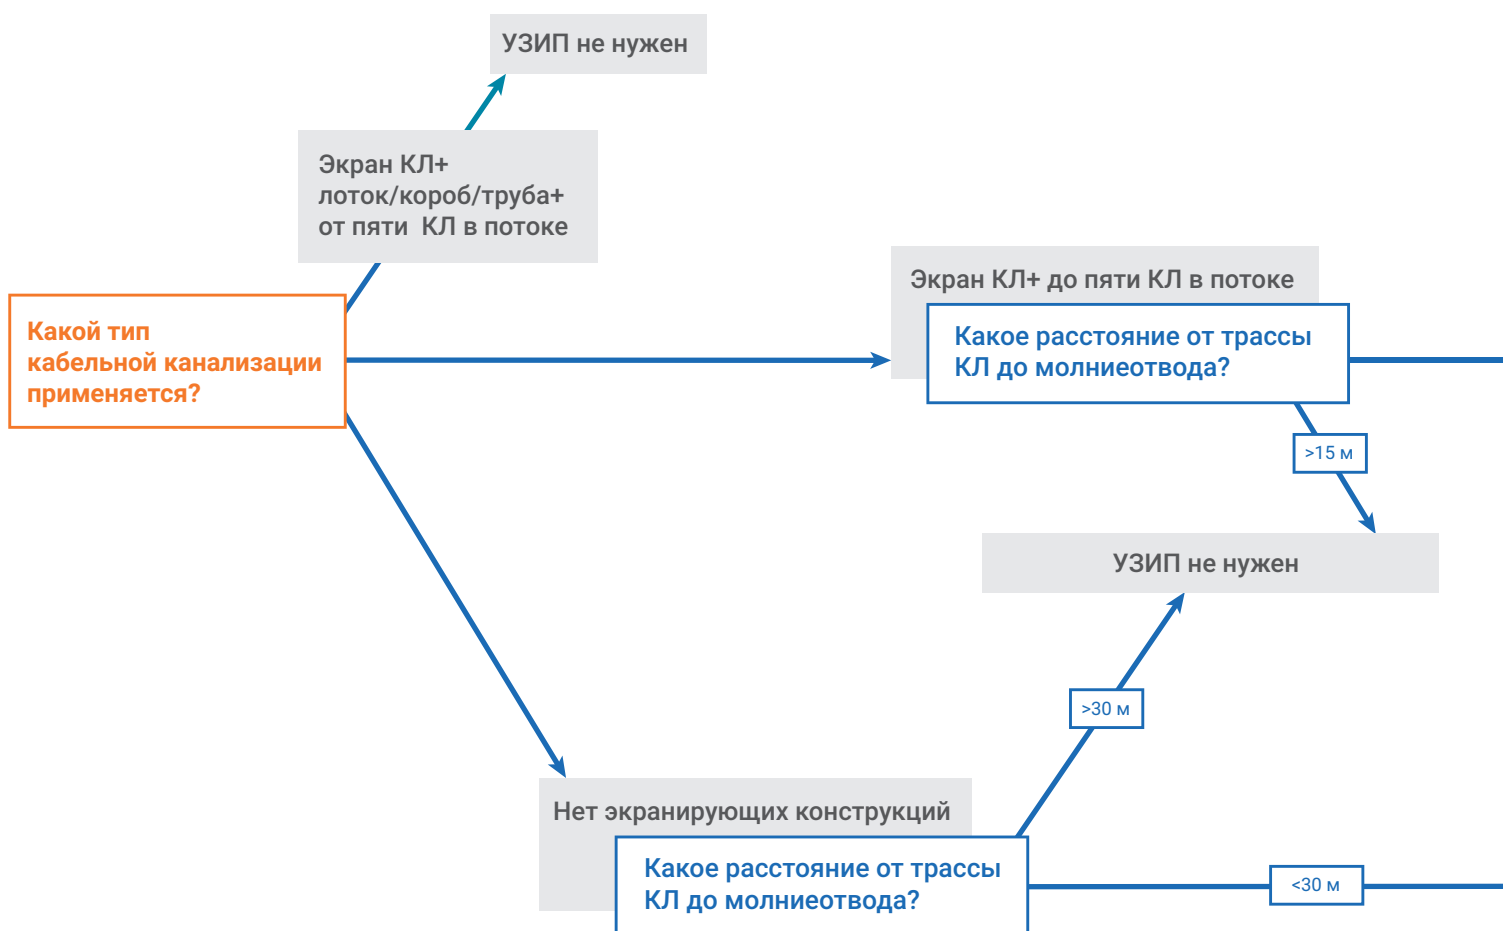 УЗИП не нужен
Экран КЛ+
лоток/короб/труба+
от пяти КЛ в потоке
Какой тип
кабельной канализации
применяется?
Экран КЛ+ до пяти КЛ в потоке
Какое расстояние от трассы
КЛ до молниеотвода?
>15 м
УЗИП не нужен
>30 м
Нет экранирующих конструкций
Какое расстояние от трассы
КЛ до молниеотвода?
<30 м